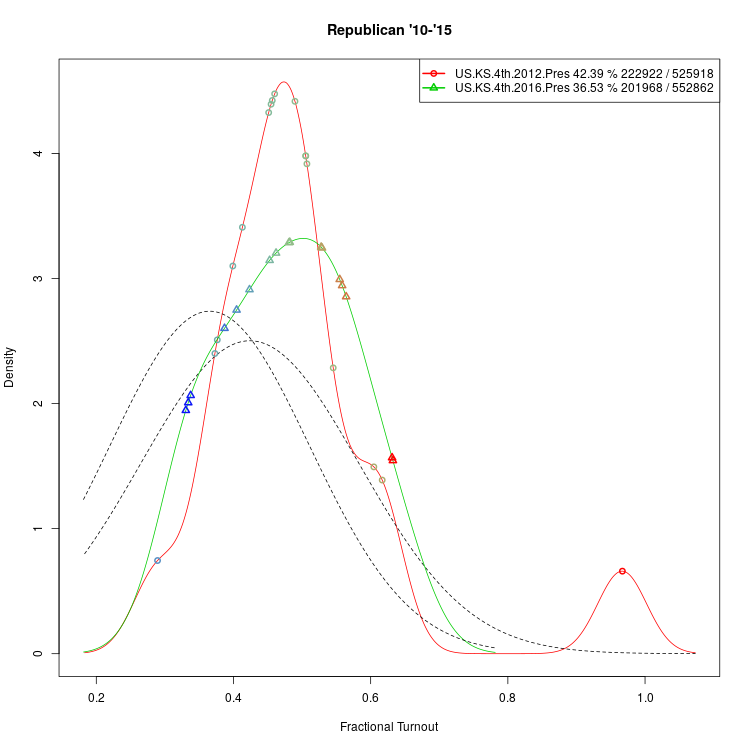 Republican '10-'15
US.KS.4th.2012.Pres 42.39 % 222922 / 525918
US.KS.4th.2016.Pres 36.53 % 201968 / 552862
Density
4
3
2
1
0
0.2 0.4 0.6 0.8 1.0
Fractional Turnout